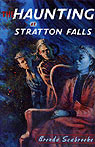 The
HAUNTING
at
STRATTON FALLS
Brenda Seabrooke